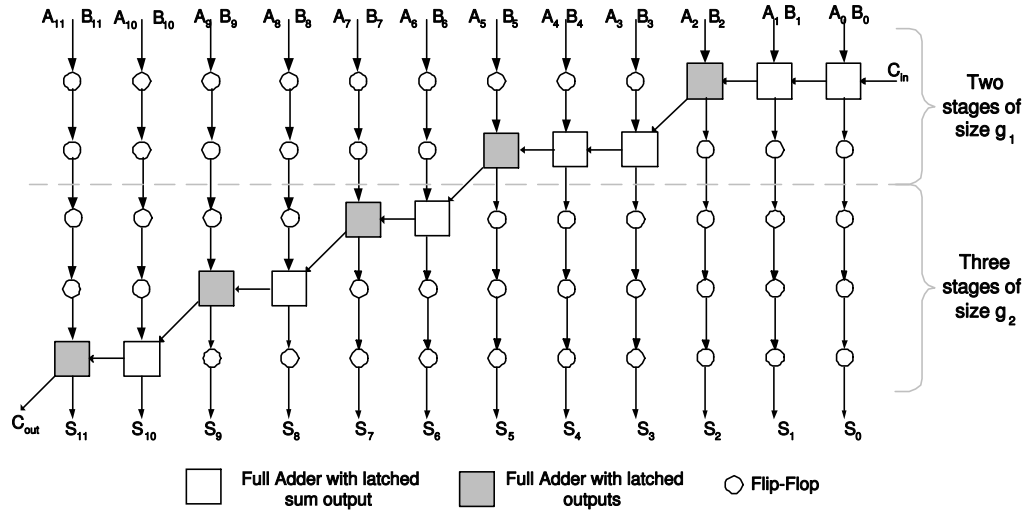 A₁₁ B₁₁ A₁₀ B₁₀ A₉ B₉ A₈ B₈ A₇ B₇ A₆ B₆ A₅ B₅ A₄ B₄ A₃ B₃ A₂ B₂ A₁ B₁ A₀ B₀
C_in
Two
stages of
size g₁
Three
stages of
size g₂
C_out
S₁₁ S₁₀ S₉ S₈ S₇ S₆ S₅ S₄ S₃ S₂ S₁ S₀
Full Adder with latched
sum output
Full Adder with latched
outputs
Flip-Flop